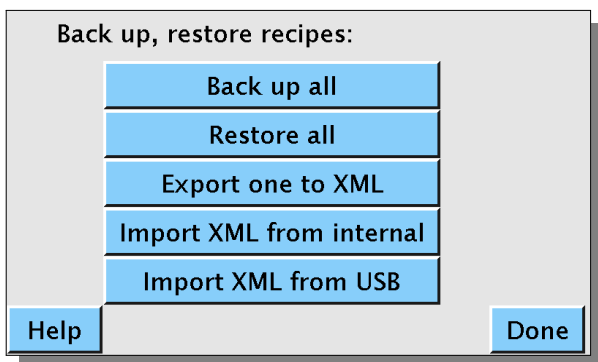 Back up, restore recipes:
Back up all
Restore all
Export one to XML
Import XML from internal
Import XML from USB
Help
Done